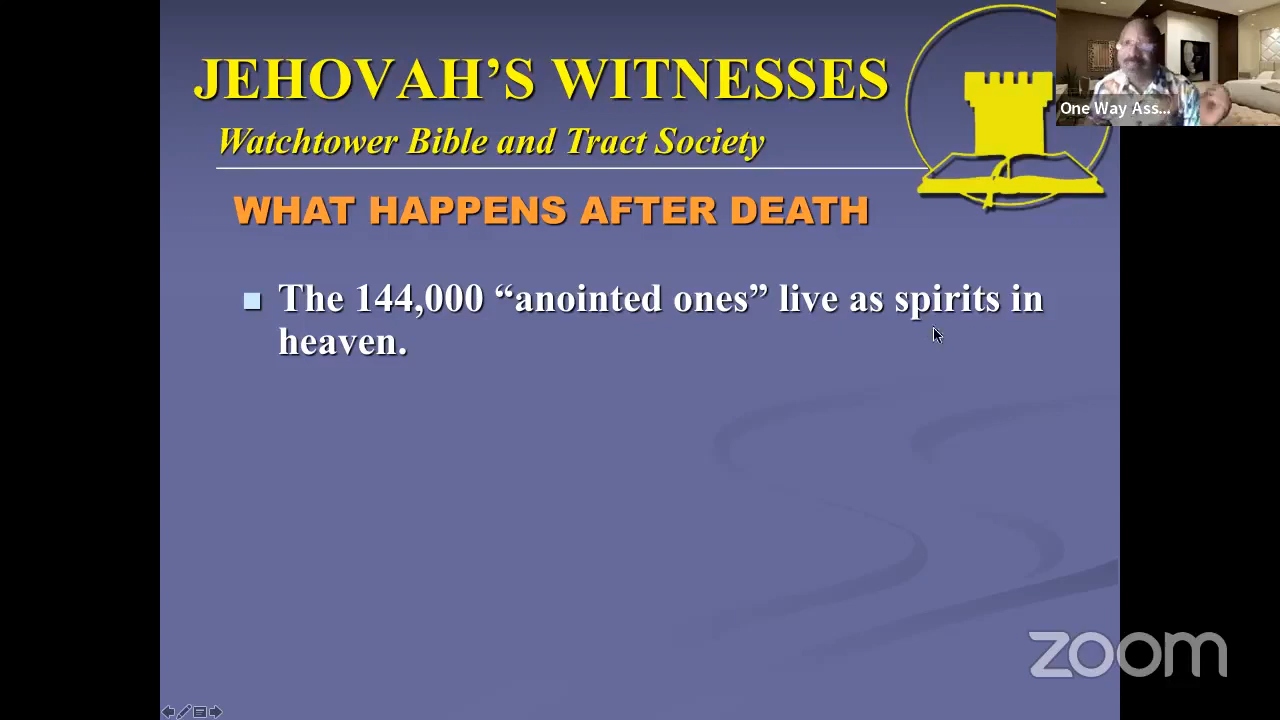 JEHOVAH’S WITNESSES
Watchtower Bible and Tract Society
One Way Ass...
WHAT HAPPENS AFTER DEATH
The 144,000 “anointed ones” live as spirits in
heaven.
zoom